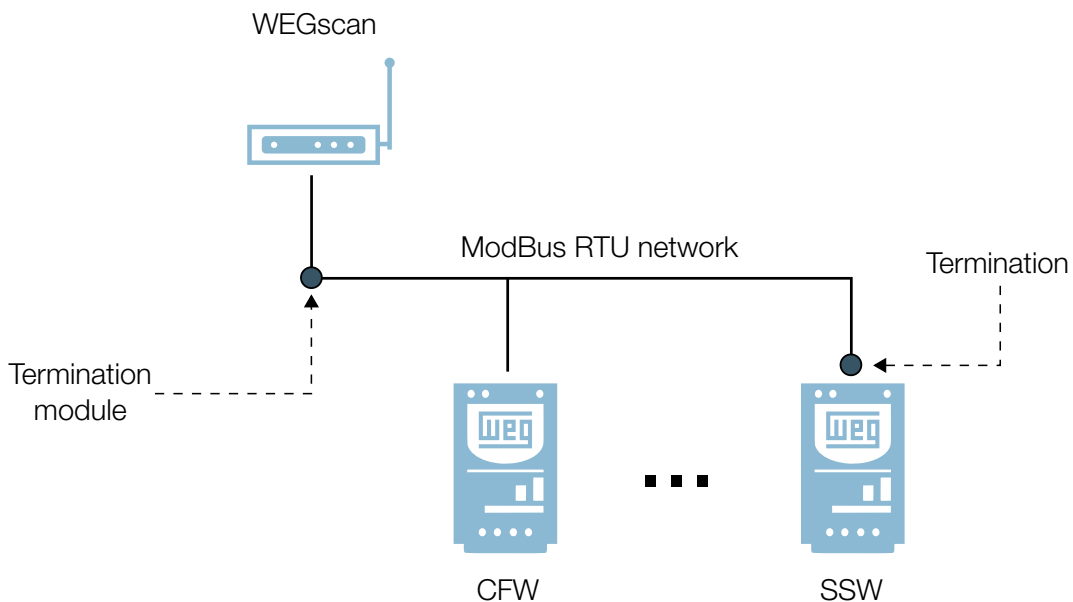 WEGscan
ModBus RTU network
Termination
Termination
module
weg
weg
CFW
SSW